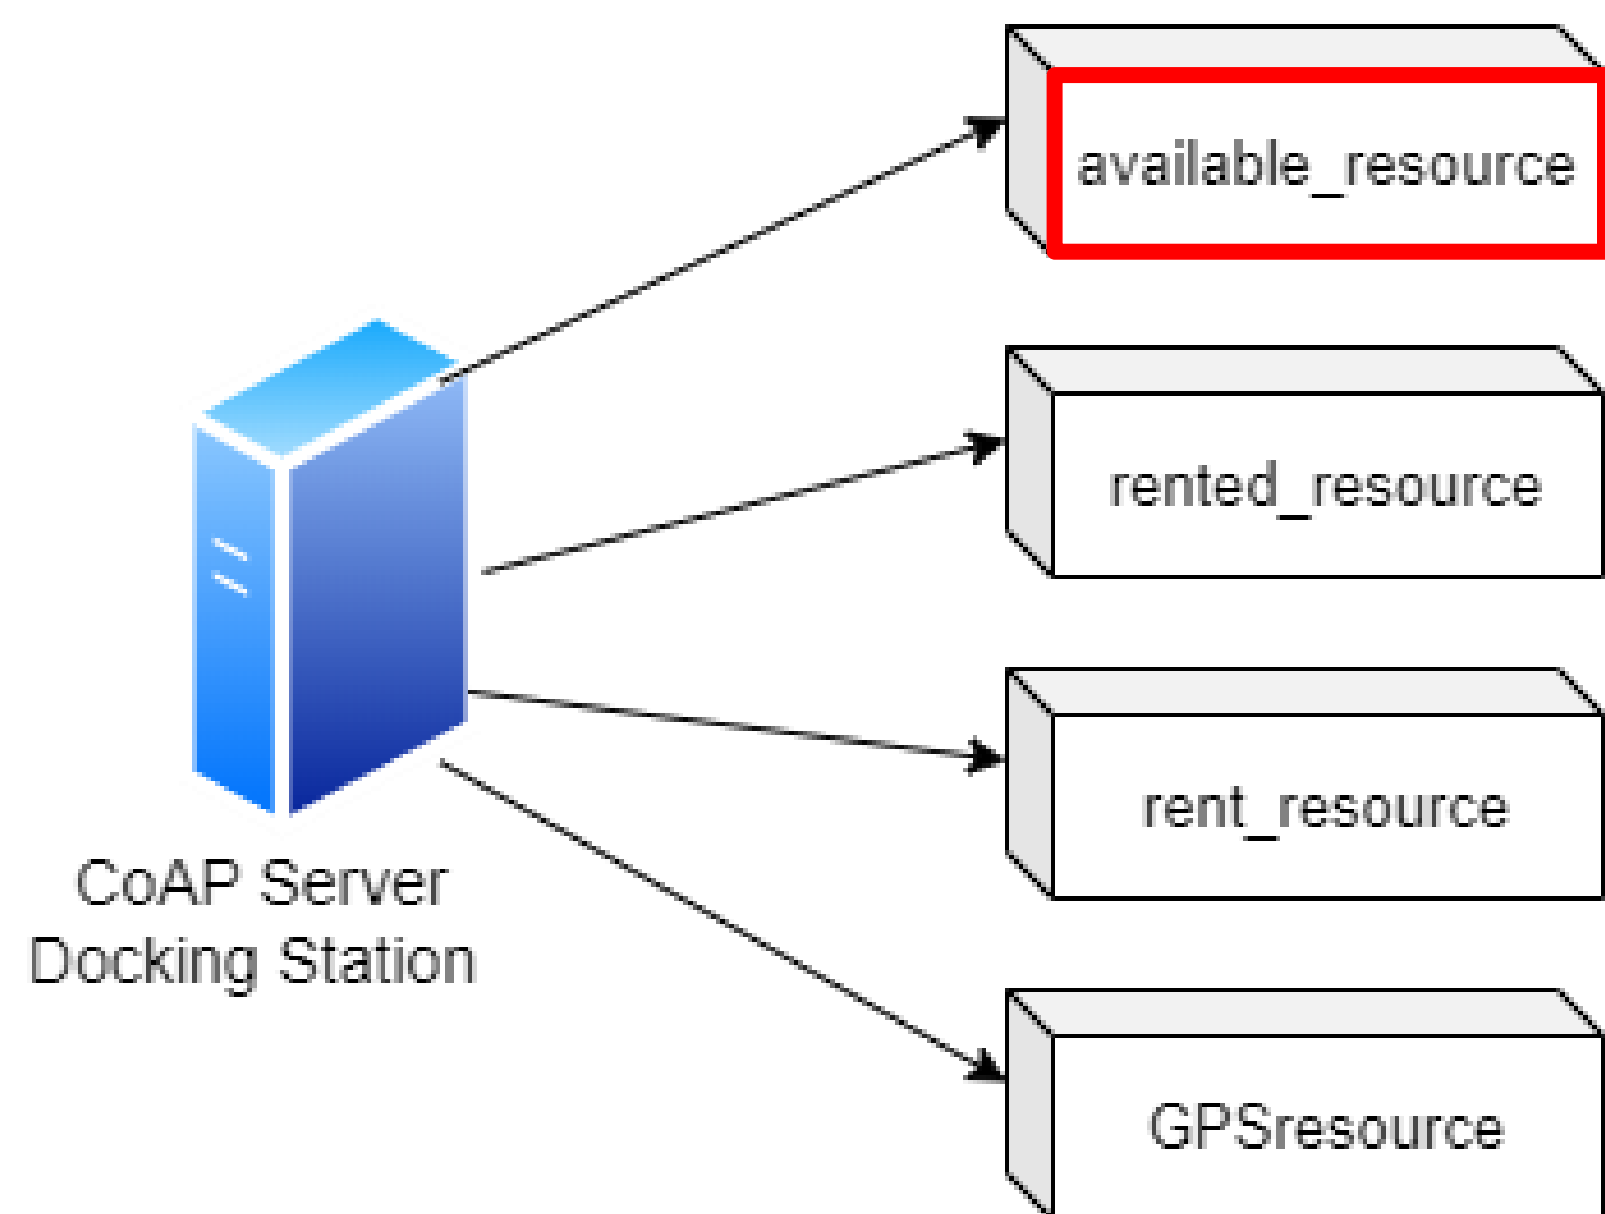 available_resource
rented_resource
rent_resource
CoAP Server
Docking Station
GPSresource